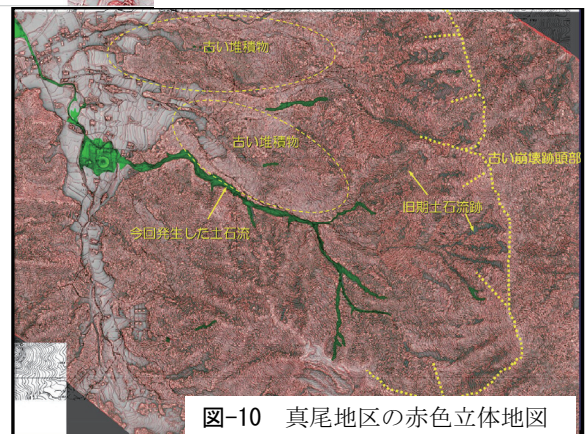 古い堆積物
古い堆積物
古い崩壊跡頭部
旧期土石流跡
今回発生した土石流
図-10 真尾地区の赤色立体地図